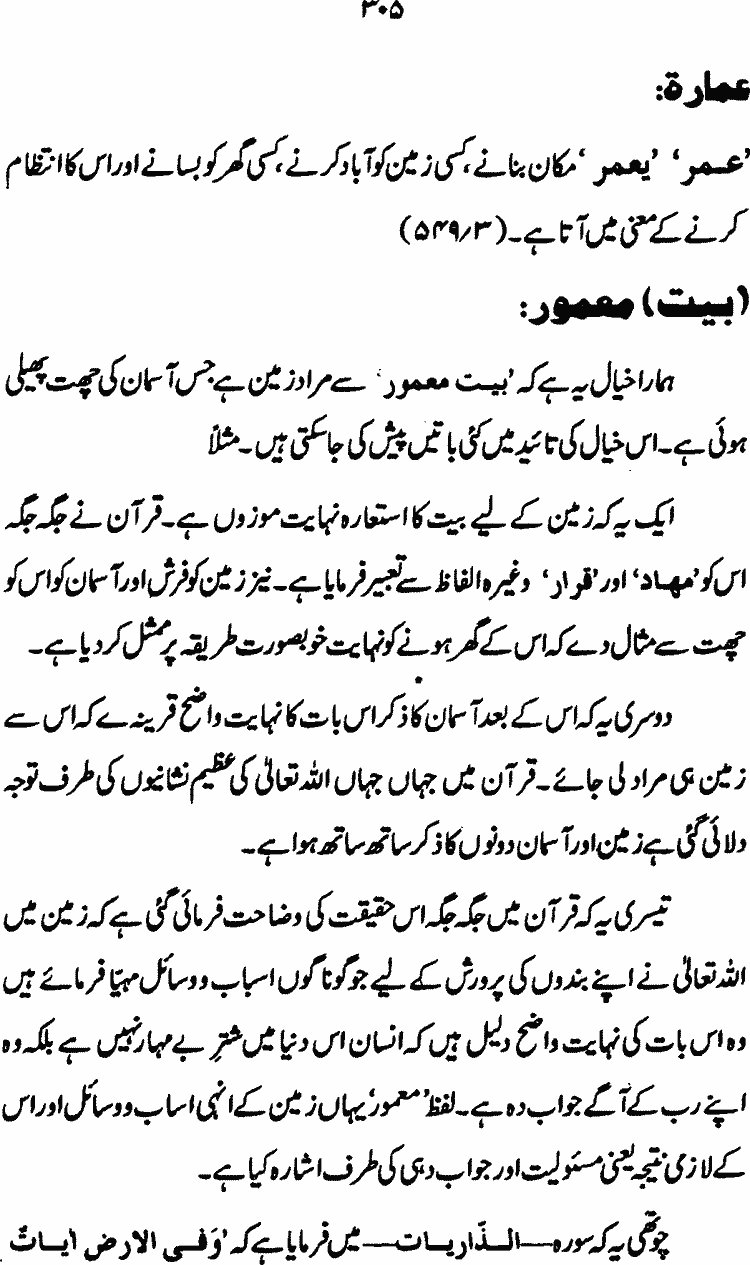 ۳۰۵
عمارة:
’عـمر‘ ’یعمر‘ مکان بنانے، کسی زمین کو آباد کرنے، کسی گھر کو بسانے اور اس کا انتظام
کرنے کے معنی میں آتا ہے۔ (۵۴۹/۳)
(بیت) معمور:
ہمارا خیال یہ ہے کہ ’بیت معمور‘ سے مراد زمین ہے جس آسمان کی چھت پھیلی
ہوئی ہے۔ اس خیال کی تائید میں کئی باتیں پیش کی جا سکتی ہیں۔ مثلاً
ایک یہ کہ زمین کے لیے بیت کا استعارہ نہایت موزوں ہے۔ قرآن نے جگہ جگہ
اس کو ’مھاد‘ اور ’قرار‘ وغیرہ الفاظ سے تعبیر فرمایا ہے۔ نیز زمین کو فرش اور آسمان کو اس کو
چھت سے مثال دے کہ اس کے گھر ہونے کو نہایت خوبصورت طریقہ پر ممثل کر دیا ہے۔
دوسری یہ کہ اس کے بعد آسمان کا ذکر اس بات کا نہایت واضح قرینہ ہے کہ اس سے
زمین ہی مراد لی جائے۔ قرآن میں جہاں جہاں اللہ تعالیٰ کی عظیم نشانیوں کی طرف توجہ
دلائی گئی ہے زمین اور آسمان دونوں کا ذکر ساتھ ساتھ ہوا ہے۔
تیسری یہ کہ قرآن میں جگہ جگہ اس حقیقت کی وضاحت فرمائی گئی ہے کہ زمین میں
اللہ تعالیٰ نے اپنے بندوں کی پرورش کے لیے جو گوناگوں اسباب و وسائل مہیّا فرمائے ہیں
وہ اس بات کی نہایت واضح دلیل ہیں کہ انسان اس دنیا میں شترِ بے مہار نہیں ہے بلکہ وہ
اپنے رب کے آگے جواب دہ ہے۔ لفظ ’معمور‘ یہاں زمین کے انہی اساب و وسائل اور اس
کے لازمی نتیجہ یعنی مسئولیت اور جواب دہی کی طرف اشارہ کیا ہے۔
چوتھی یہ کہ سورہ — الذّاریات — میں فرمایا ہے کہ ’وَفی الارض اٰیاتٌ